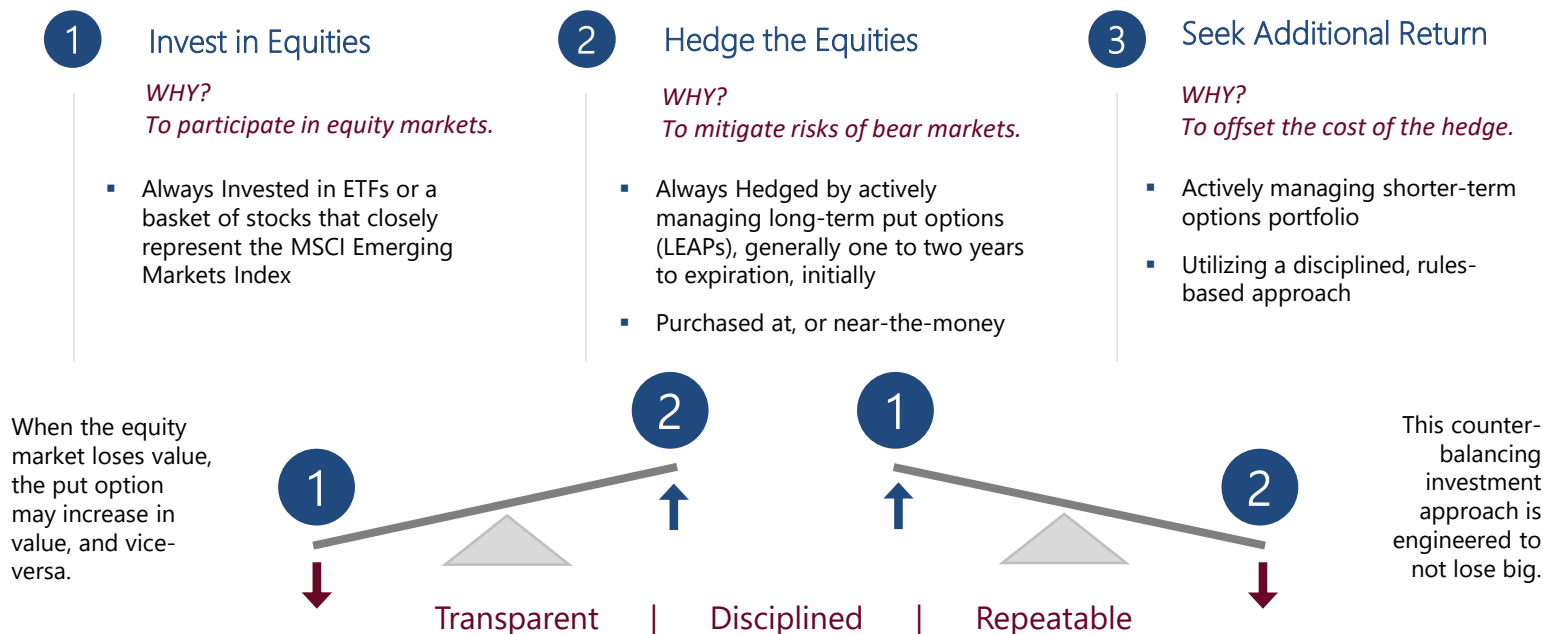 1
Invest in Equities
WHY?
To participate in equity markets.
▪ Always Invested in ETFs or a
basket of stocks that closely
represent the MSCI Emerging
Markets Index
2
Hedge the Equities
WHY?
To mitigate risks of bear markets.
▪ Always Hedged by actively
managing long-term put options
(LEAPs), generally one to two years
to expiration, initially
▪ Purchased at, or near-the-money
3
Seek Additional Return
WHY?
To offset the cost of the hedge.
▪ Actively managing shorter-term
options portfolio
▪ Utilizing a disciplined, rules-
based approach
When the equity
market loses value,
the put option
may increase in
value, and vice-
versa.
1
2
1
2
This counter-
balancing
investment
approach is
engineered to
not lose big.
Transparent | Disciplined | Repeatable